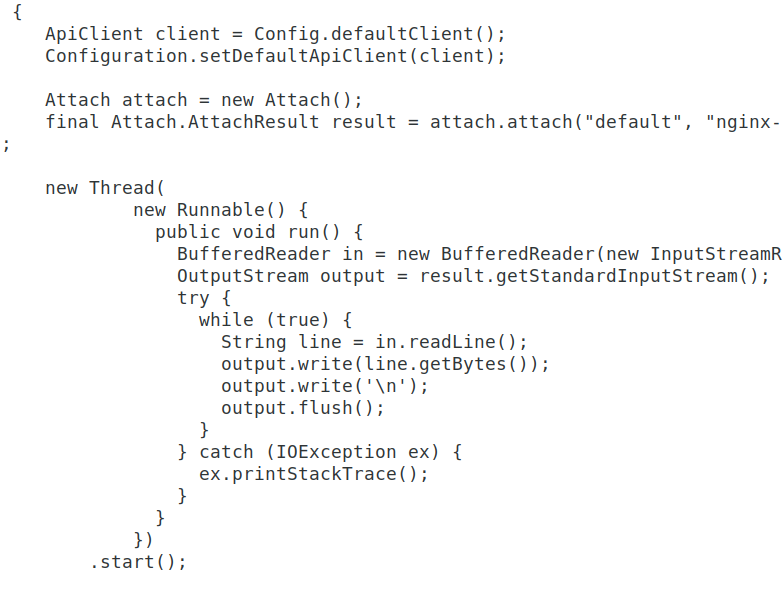 {
    ApiClient client = Config.defaultClient();
    Configuration.setDefaultApiClient(client);

    Attach attach = new Attach();
    final Attach.AttachResult result = attach.attach("default", "nginx-
;

    new Thread(
            new Runnable() {
              public void run() {
                BufferedReader in = new BufferedReader(new InputStreamR
                OutputStream output = result.getStandardInputStream();
                try {
                  while (true) {
                    String line = in.readLine();
                    output.write(line.getBytes());
                    output.write('\n');
                    output.flush();
                  }
                } catch (IOException ex) {
                  ex.printStackTrace();
                }
              }
            })
        .start();